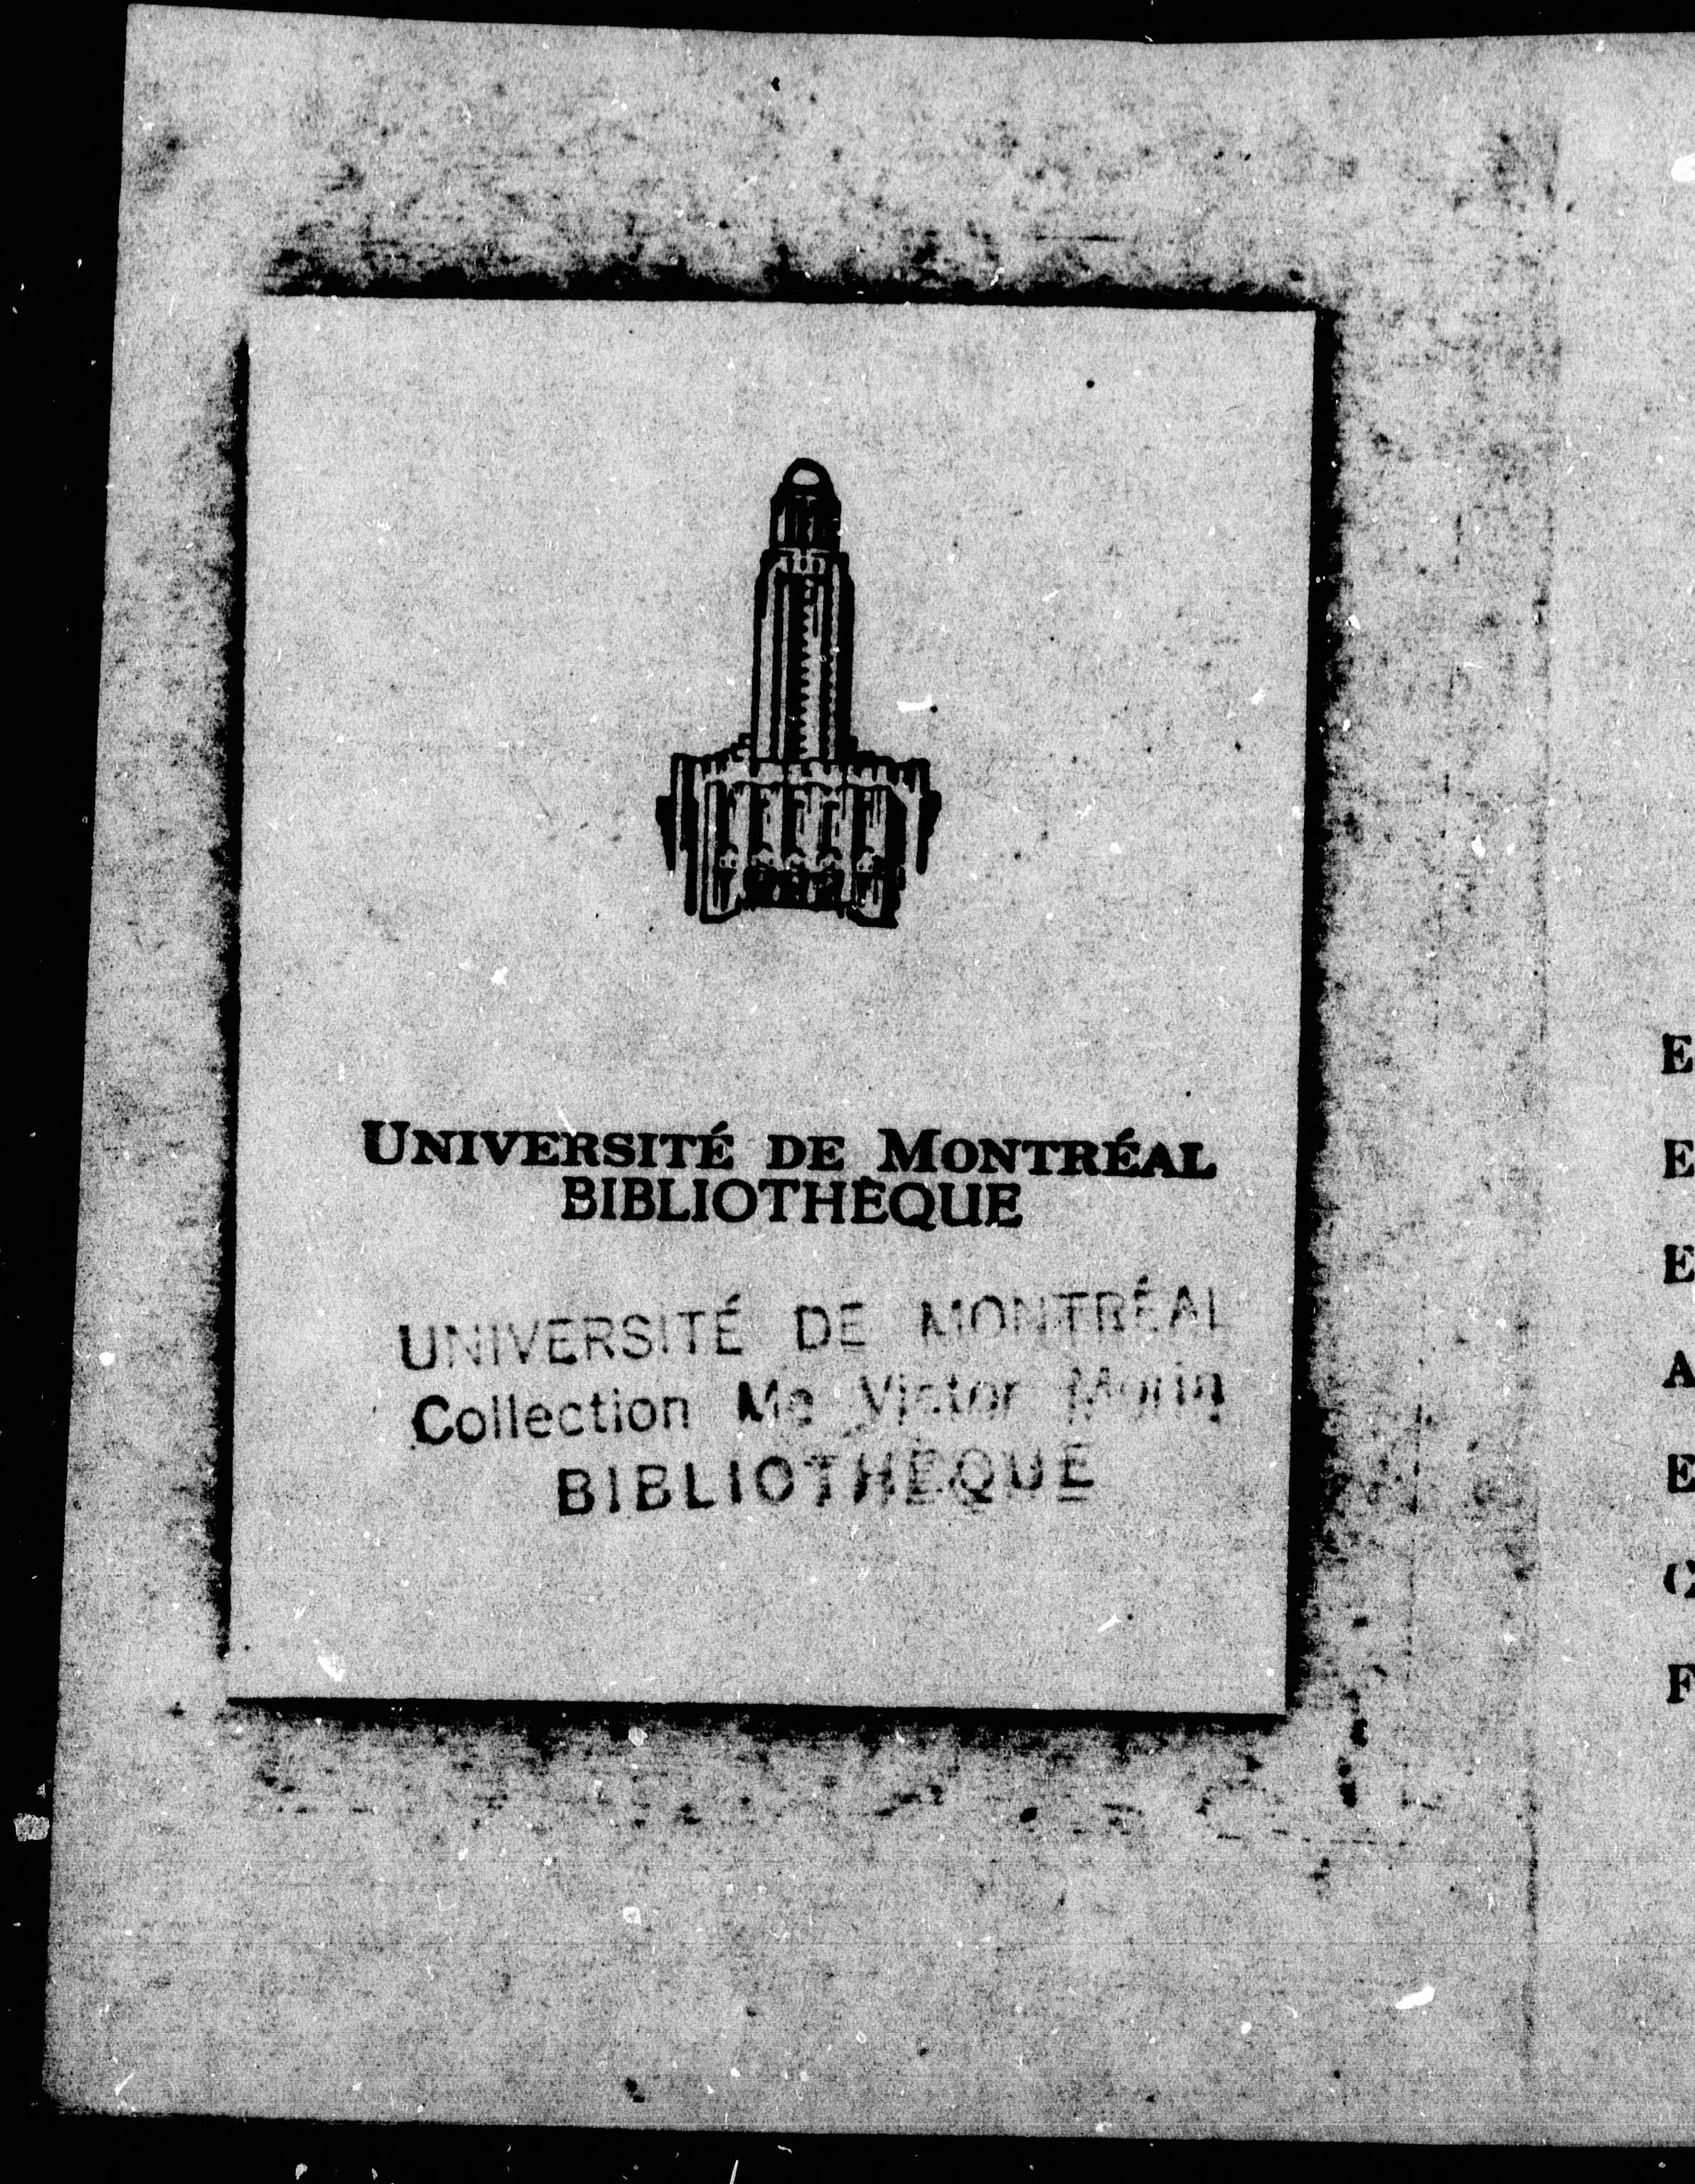 UNIVERSITÉ DE MONTRÉAL
BIBLIOTHÈQUE
UNIVERSITÉ DE MONTRÉAL
Collection Me Victor Morin
BIBLIOTHÈQUE
E
E
E
A
E
C
F